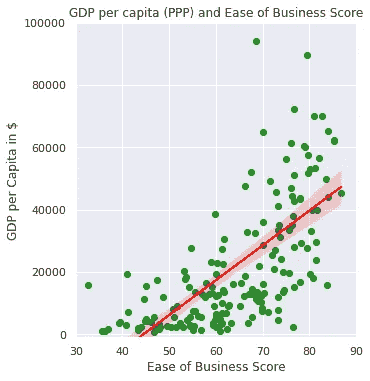 GDP per capita (PPP) and Ease of Business Score
100000
80000
60000
40000
20000
0
GDP per Capita in $
30 40 50 60 70 80 90
Ease of Business Score